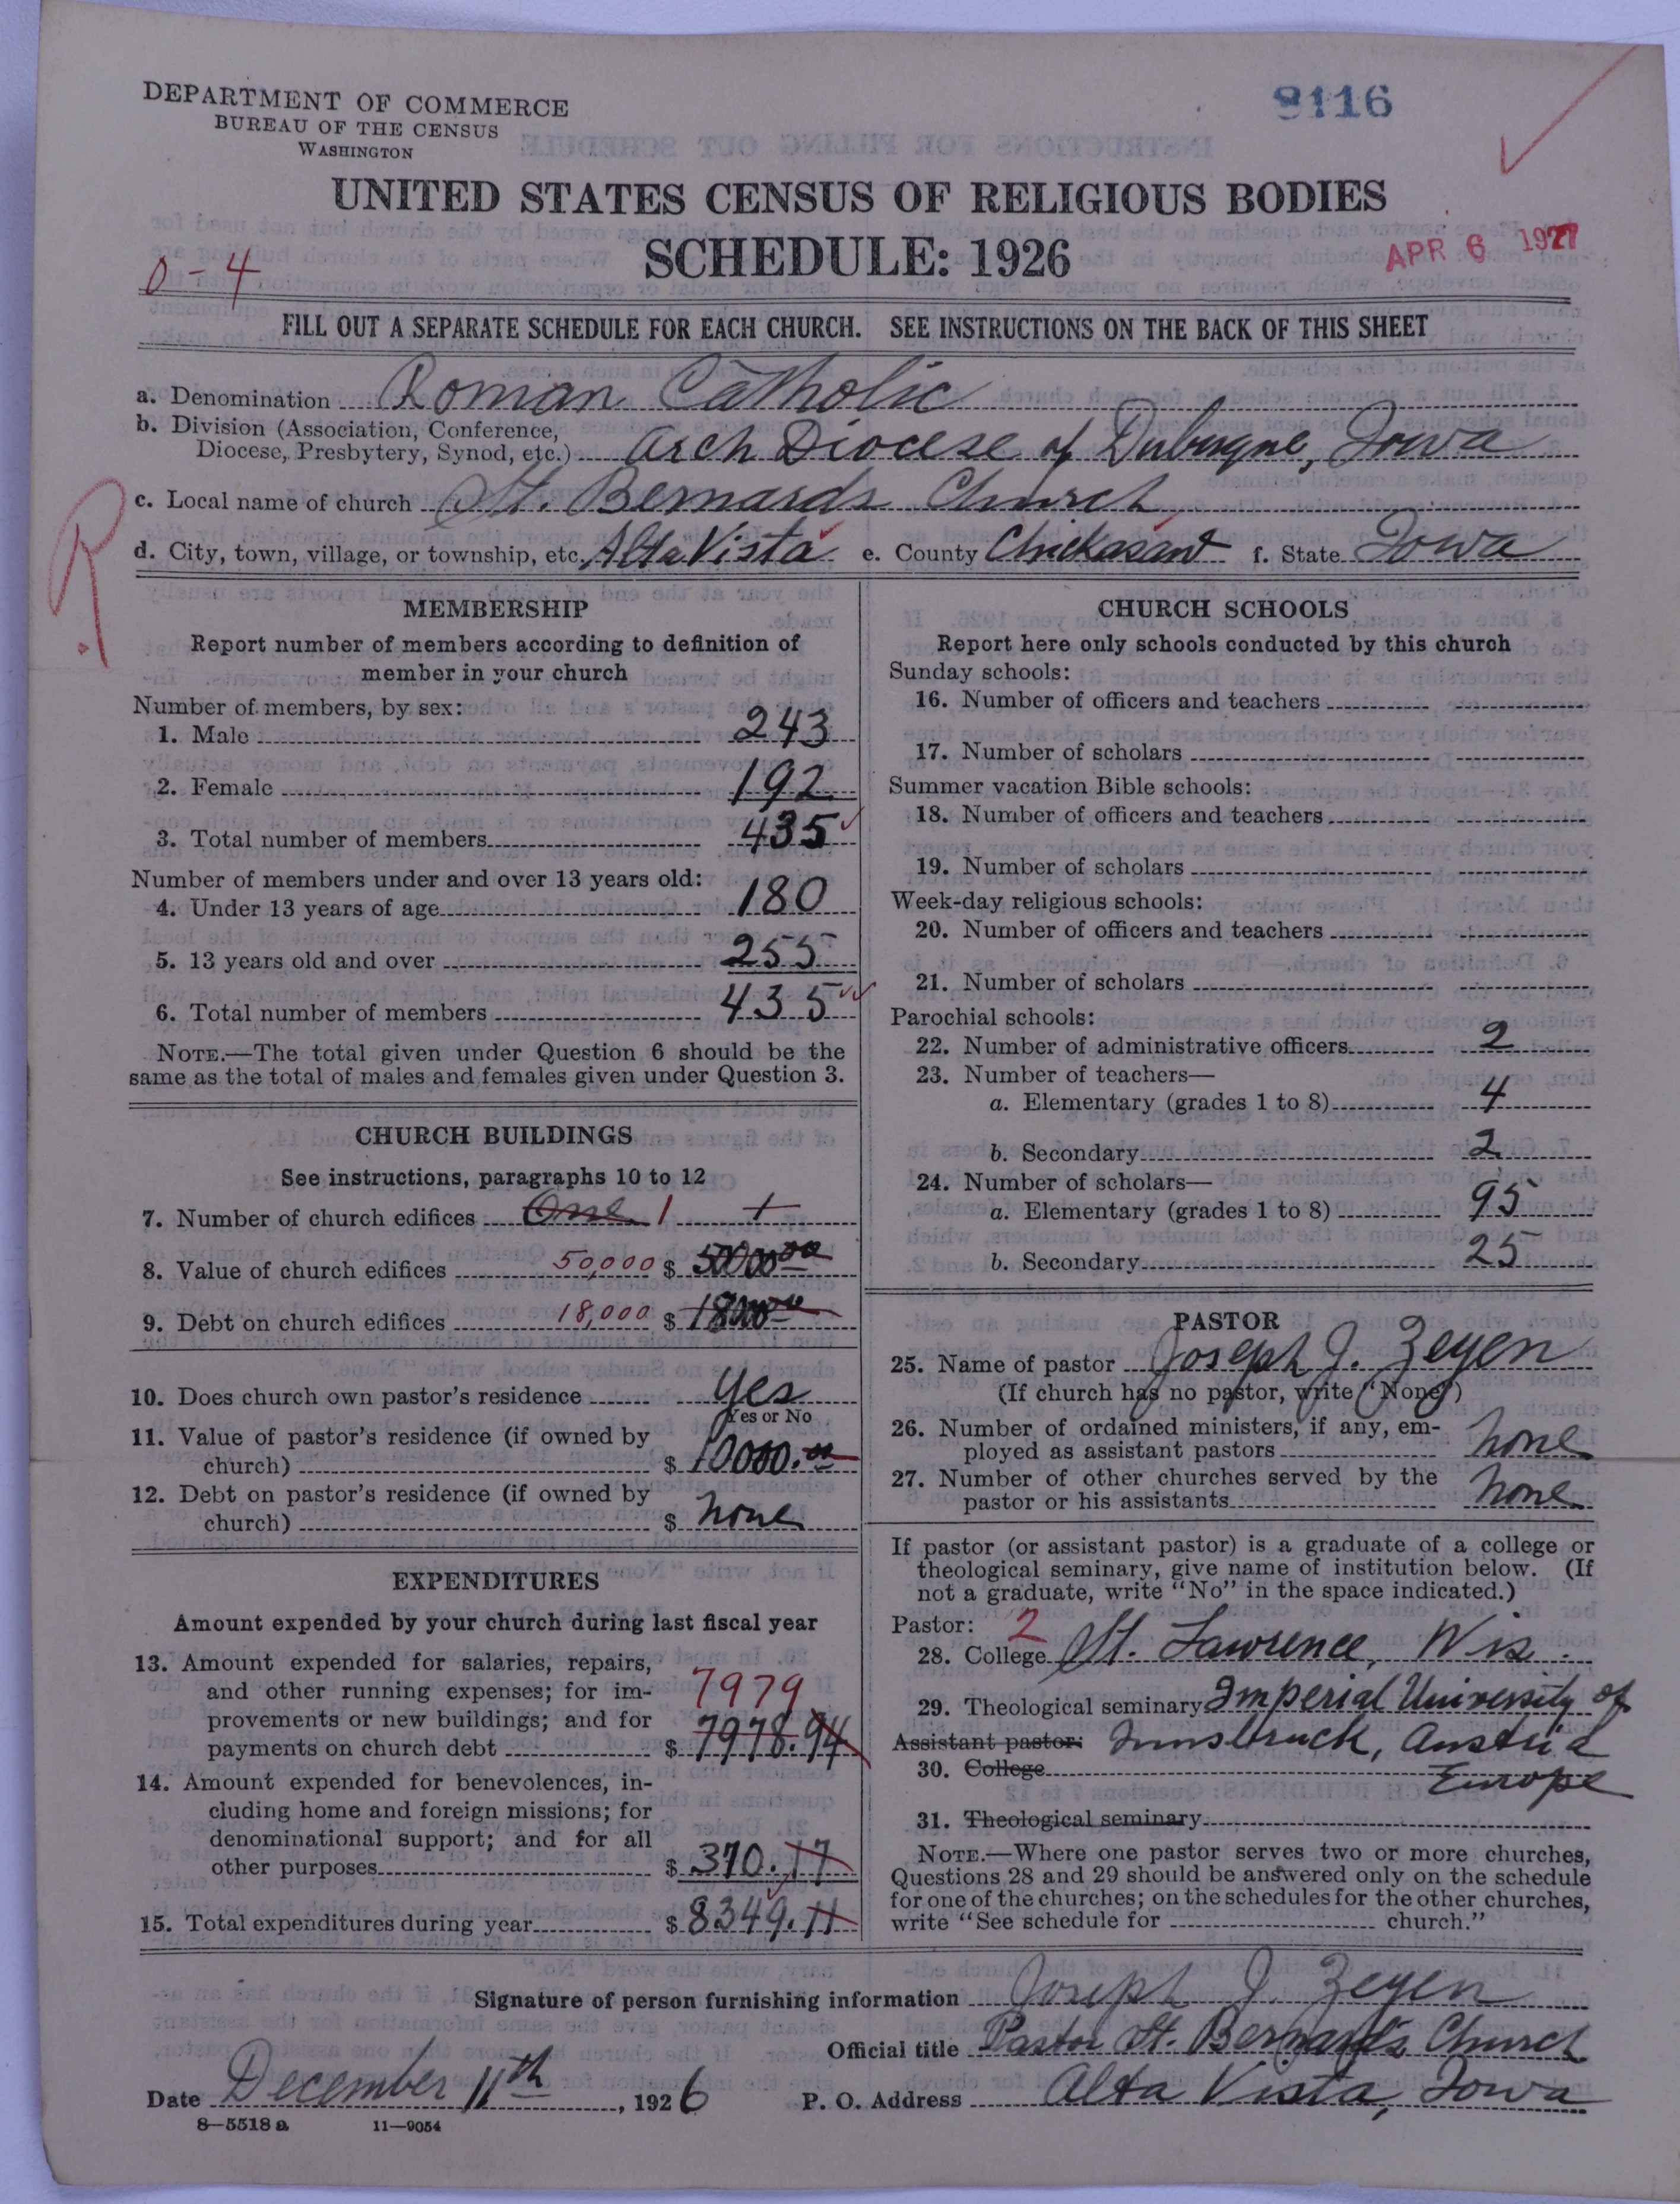 DEPARTMENT OF COMMERCE
BUREAU OF THE CENSUS
WASHINGTON
9116
UNITED STATES CENSUS OF RELIGIOUS BODIES
SCHEDULE: 1926
APR 6 1927
0-4
FILL OUT A SEPARATE SCHEDULE FOR EACH CHURCH. SEE INSTRUCTIONS ON THE BACK OF THIS SHEET
a. Denomination Roman Catholic
b. Division (Association, Conference,
Diocese, Presbytery, Synod, etc.) Arch Diocese of Dubuque, Iowa
c. Local name of church St. Bernards Church
R
d. City, town, village, or township, etc. Alta Vista e. County Chickasaw f. State Iowa
MEMBERSHIP
Report number of members according to definition of
member in your church
Number of members, by sex:
1. Male 243
2. Female 192
3. Total number of members 435
Number of members under and over 13 years old:
4. Under 13 years of age 180
5. 13 years old and over 255
6. Total number of members 435
NOTE.—The total given under Question 6 should be the
same as the total of males and females given under Question 3.
CHURCH BUILDINGS
See instructions, paragraphs 10 to 12
7. Number of church edifices One 1 1
8. Value of church edifices 50,000 $ 50000 00
9. Debt on church edifices 18,000 $ 18000
10. Does church own pastor's residence yes
Yes or No
11. Value of pastor's residence (if owned by
church) $ 10000.00
12. Debt on pastor's residence (if owned by
church) $ none
EXPENDITURES
Amount expended by your church during last fiscal year
13. Amount expended for salaries, repairs,
and other running expenses; for im- 7979
provements or new buildings; and for
payments on church debt $ 7978.94
14. Amount expended for benevolences, in-
cluding home and foreign missions; for
denominational support; and for all
other purposes $ 370.17
15. Total expenditures during year $ 8349.11
CHURCH SCHOOLS
Report here only schools conducted by this church
Sunday schools:
16. Number of officers and teachers
17. Number of scholars
Summer vacation Bible schools:
18. Number of officers and teachers
19. Number of scholars
Week-day religious schools:
20. Number of officers and teachers
21. Number of scholars
Parochial schools:
22. Number of administrative officers 2
23. Number of teachers—
a. Elementary (grades 1 to 8) 4
b. Secondary 2
24. Number of scholars—
a. Elementary (grades 1 to 8) 95
b. Secondary 25
PASTOR
25. Name of pastor Joseph J. Zeyen
(If church has no pastor, write "None")
26. Number of ordained ministers, if any, em-
ployed as assistant pastors none
27. Number of other churches served by the
pastor or his assistants none
If pastor (or assistant pastor) is a graduate of a college or
theological seminary, give name of institution below. (If
not a graduate, write "No" in the space indicated.)
Pastor: 2
28. College St. Lawrence, Wis.
29. Theological seminary Imperial University of
Assistant pastor: Innsbruck, Austria
30. College Europe
31. Theological seminary
NOTE.—Where one pastor serves two or more churches,
Questions 28 and 29 should be answered only on the schedule
for one of the churches; on the schedules for the other churches,
write "See schedule for church."
Signature of person furnishing information Joseph J. Zeyen
Official title Pastor St. Bernard's Church
Date December 11th, 1926 P. O. Address Alta Vista, Iowa
8—5518a 11—9054